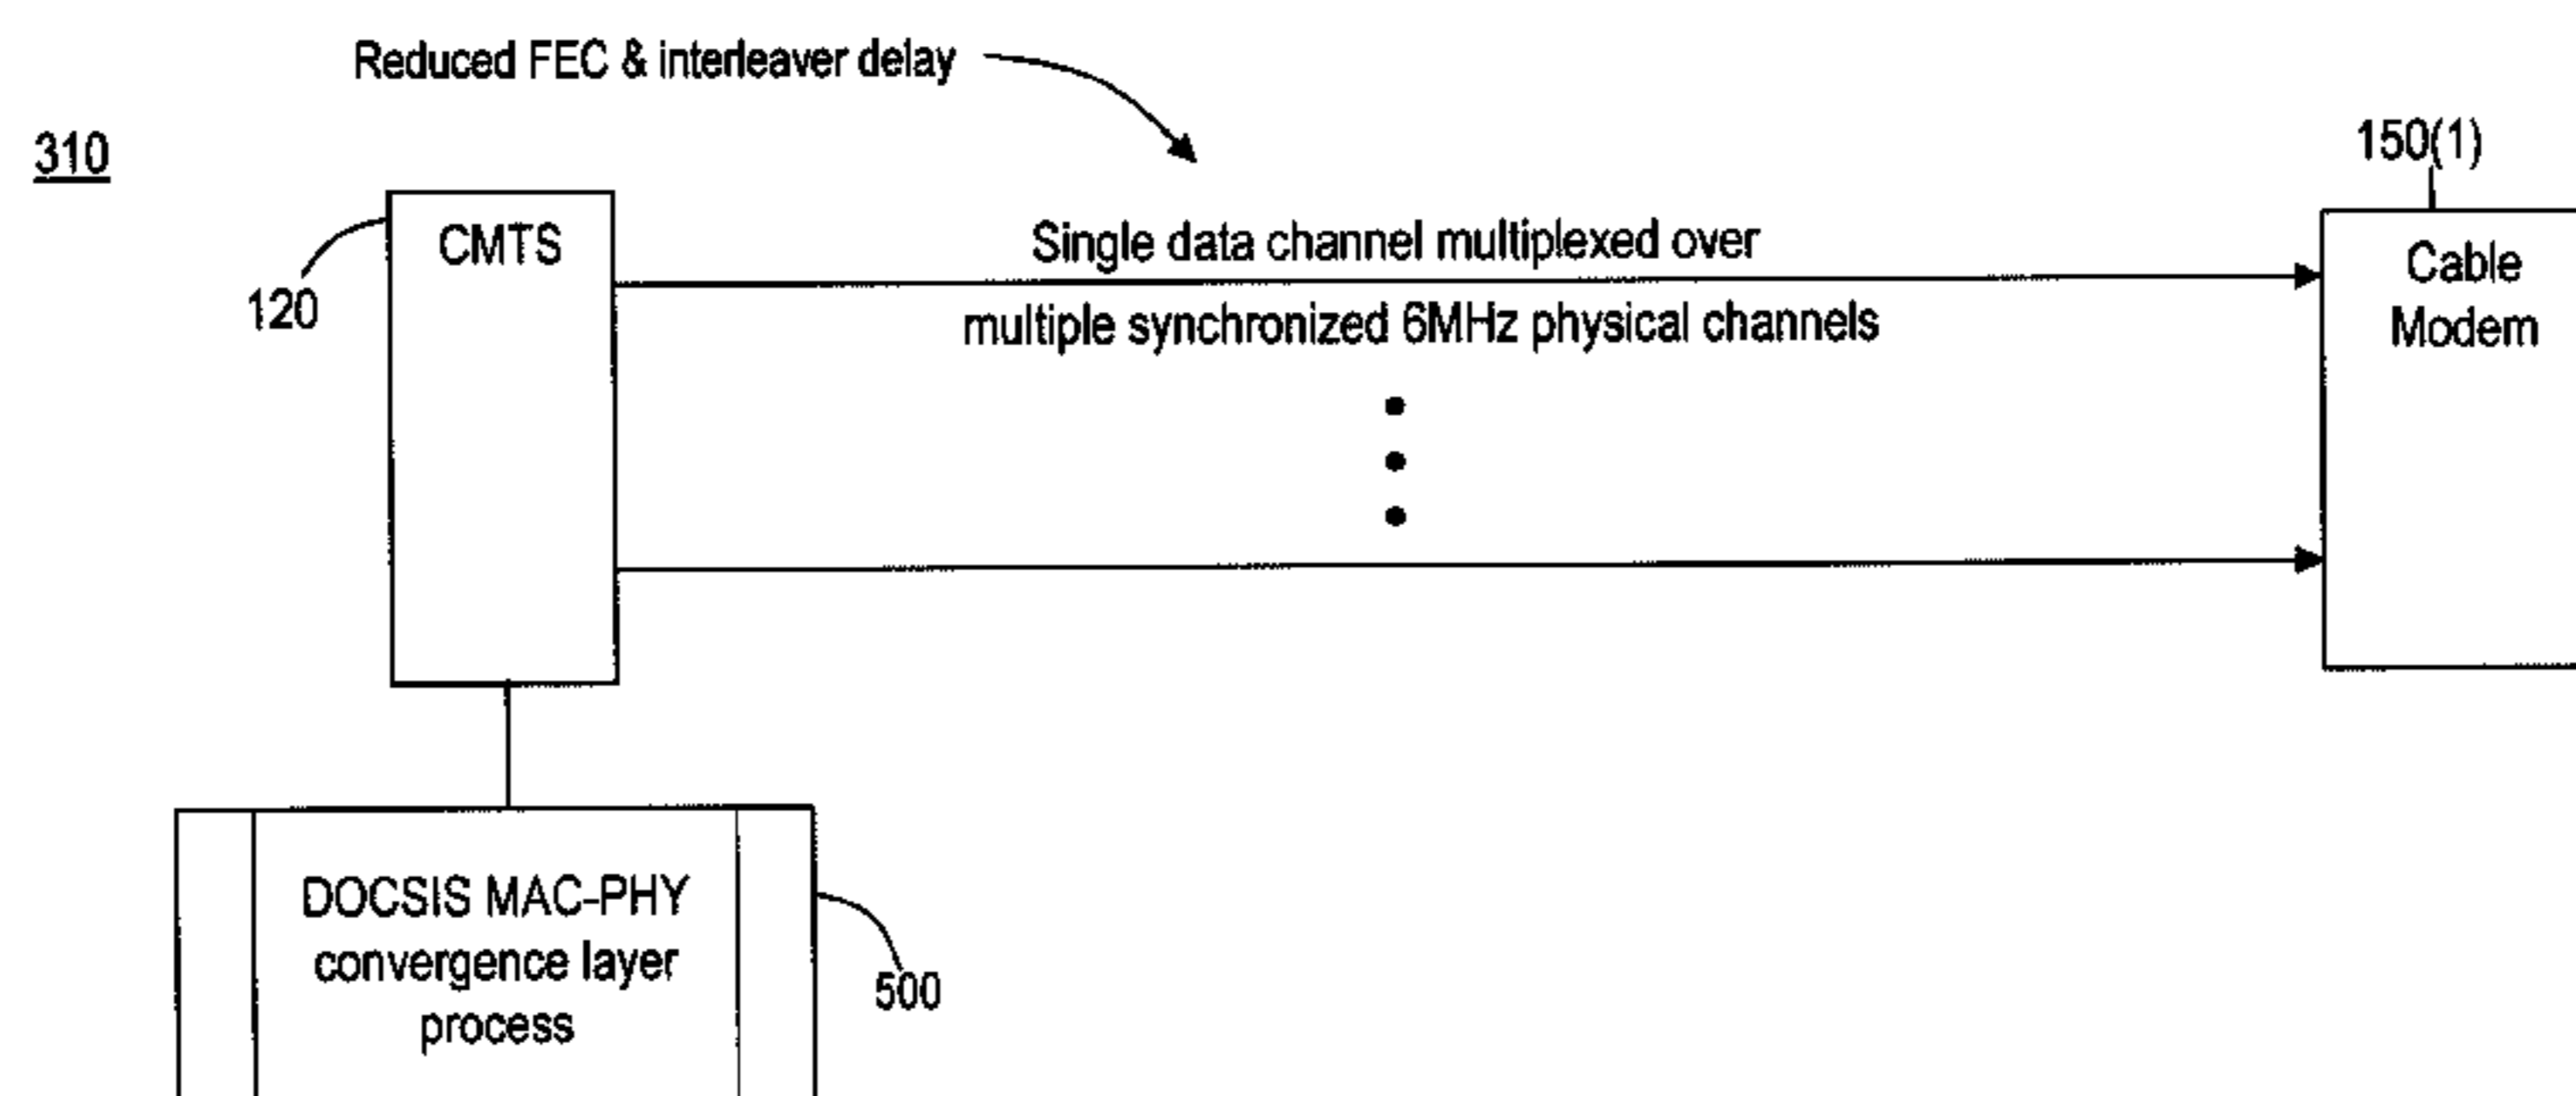 Reduced FEC & interleaver delay
310
150(1)
CMTS
120
Single data channel multiplexed over
multiple synchronized 6MHz physical channels
Cable
Modem
DOCSIS MAC-PHY
convergence layer
process
500